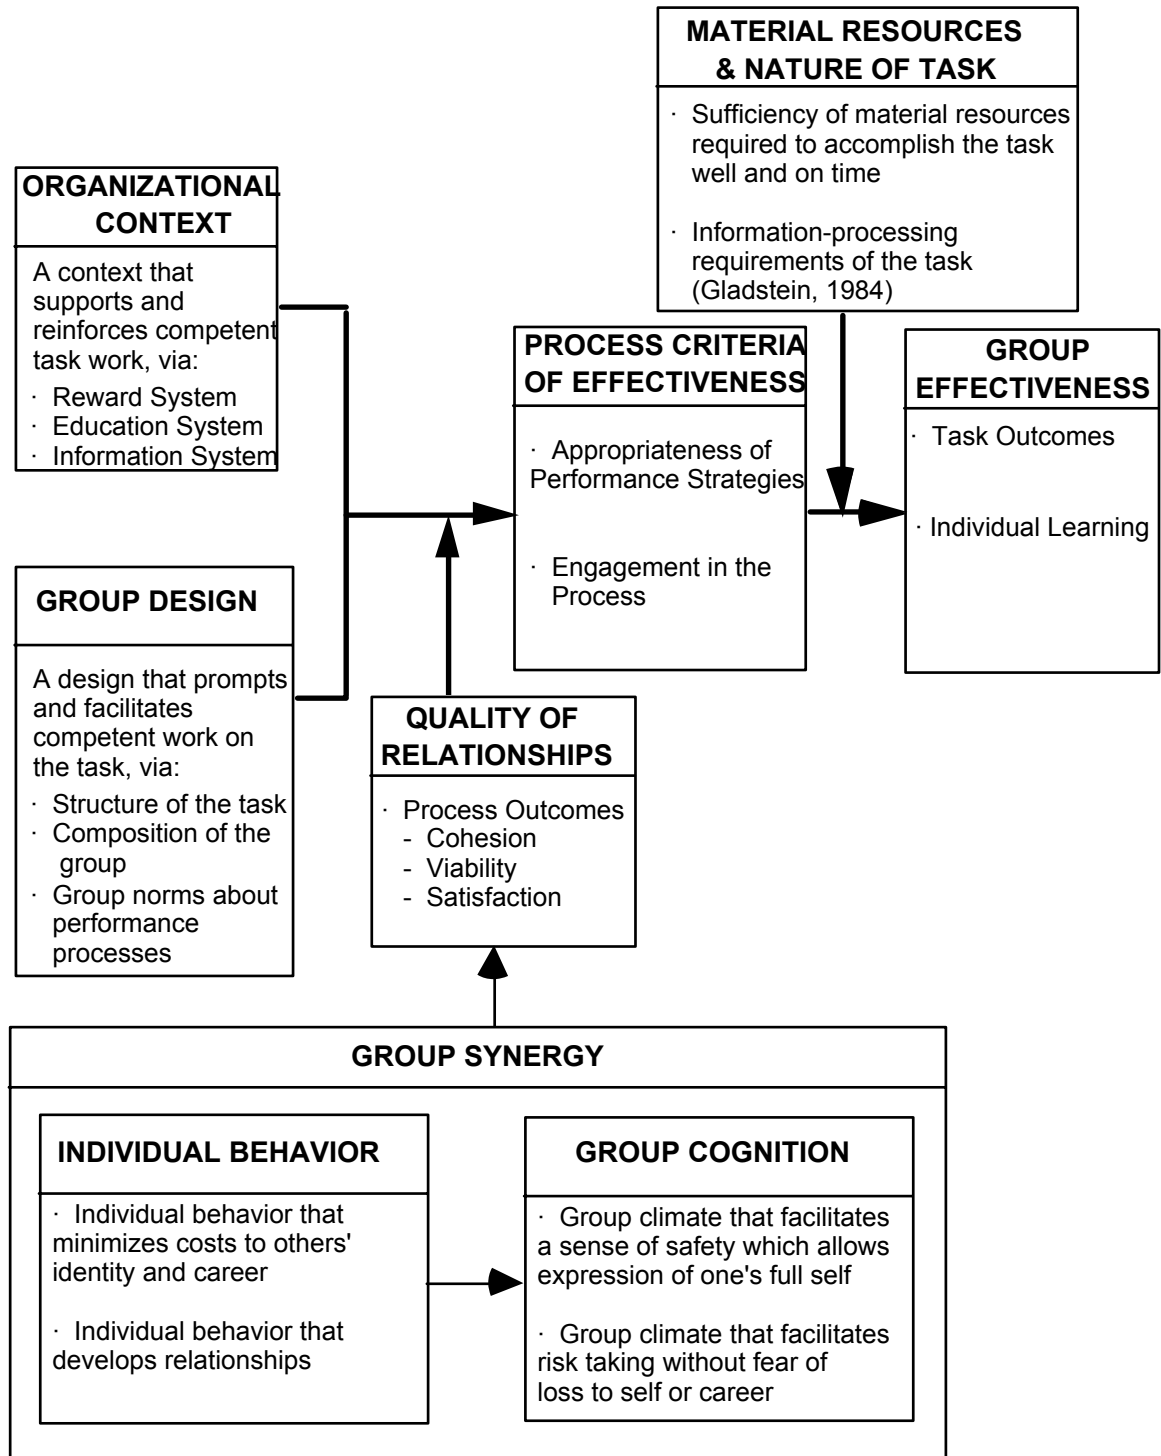 MATERIAL RESOURCES
& NATURE OF TASK
· Sufficiency of material resources
required to accomplish the task
well and on time
· Information-processing
requirements of the task
(Gladstein, 1984)
ORGANIZATIONAL
CONTEXT
A context that
supports and
reinforces competent
task work, via:
· Reward System
· Education System
· Information System
PROCESS CRITERIA
OF EFFECTIVENESS
· Appropriateness of
Performance Strategies
· Engagement in the
Process
GROUP
EFFECTIVENESS
· Task Outcomes
· Individual Learning
GROUP DESIGN
A design that prompts
and facilitates
competent work on
the task, via:
· Structure of the task
· Composition of the
group
· Group norms about
performance
processes
QUALITY OF
RELATIONSHIPS
· Process Outcomes
- Cohesion
- Viability
- Satisfaction
GROUP SYNERGY
INDIVIDUAL BEHAVIOR
· Individual behavior that
minimizes costs to others'
identity and career
· Individual behavior that
develops relationships
GROUP COGNITION
· Group climate that facilitates
a sense of safety which allows
expression of one's full self
· Group climate that facilitates
risk taking without fear of
loss to self or career